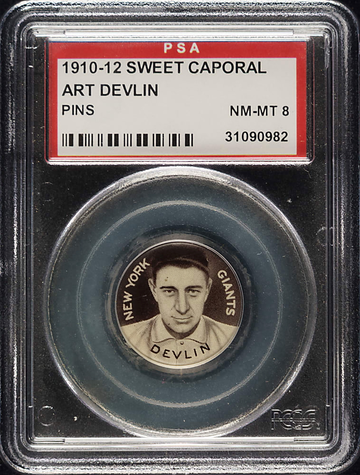 PSA
1910-12 SWEET CAPORAL
ART DEVLIN
PINS NM-MT 8
31090982
NEW YORK GIANTS
DEVLIN